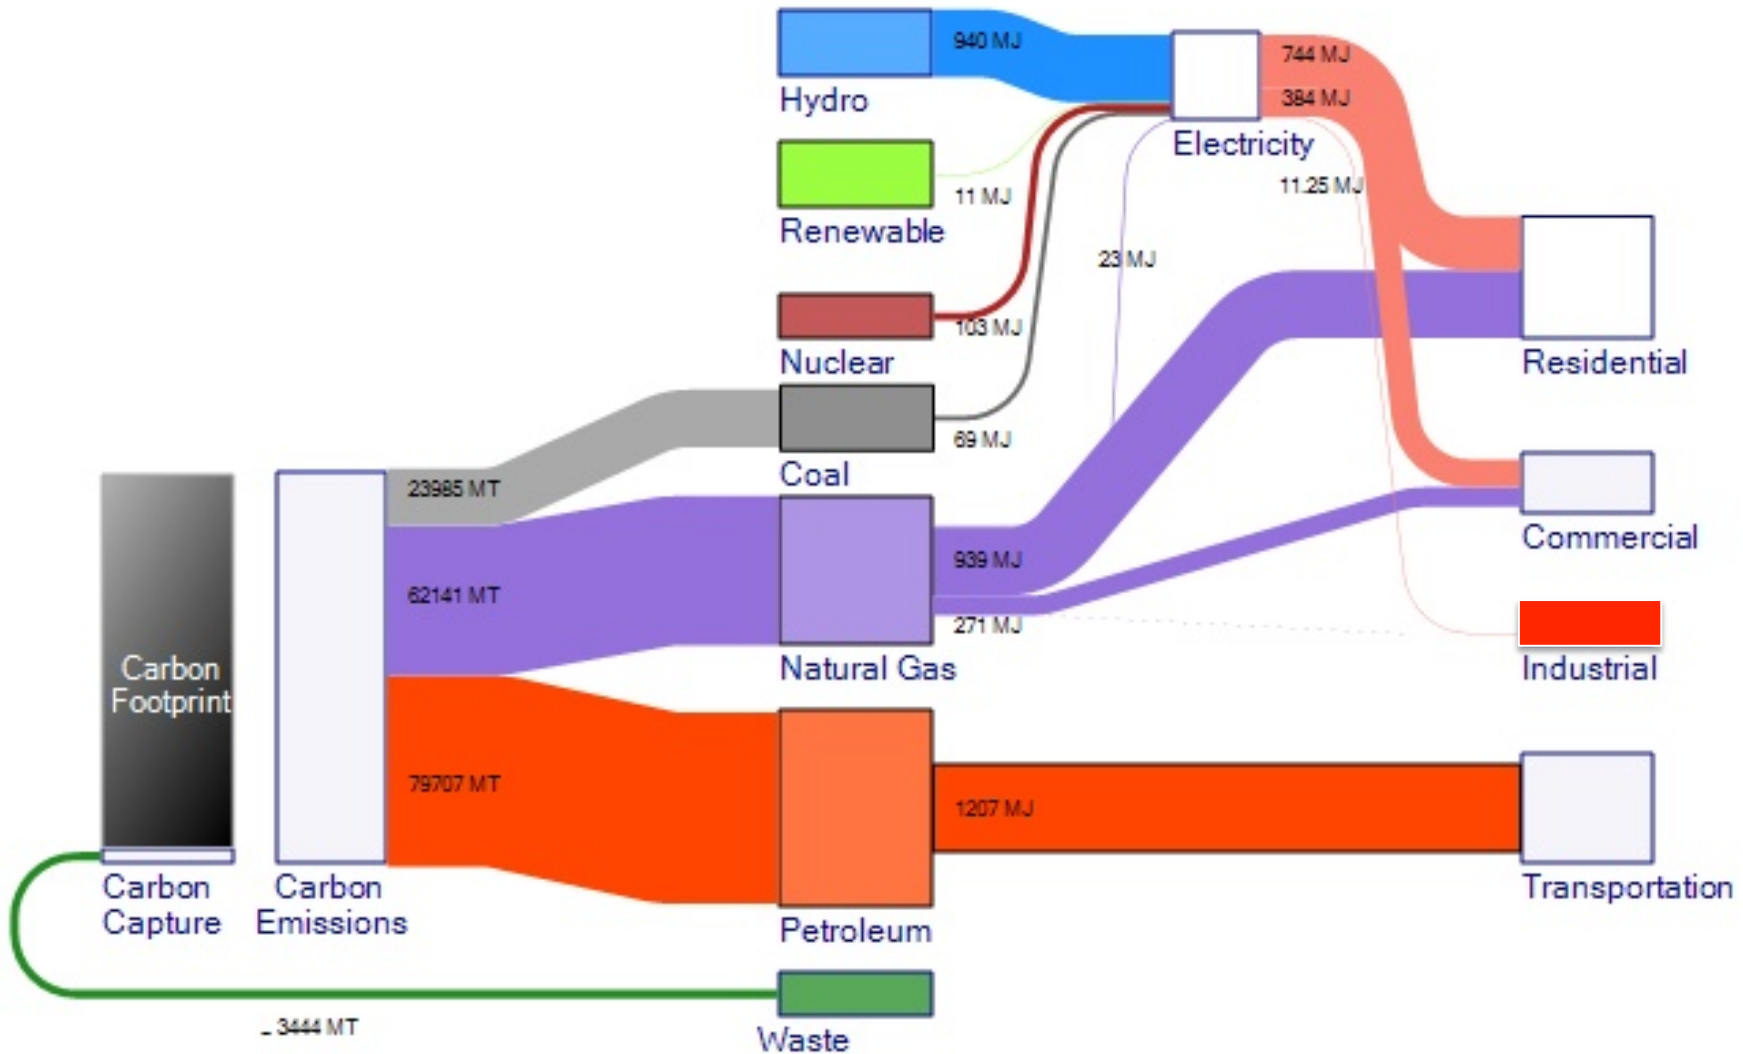 940 MJ
Hydro
744 MJ
384 MJ
Electricity
11.25 MJ
11 MJ
Renewable
23 MJ
103 MJ
Nuclear
Residential
69 MJ
Coal
23985 MT
Commercial
939 MJ
62141 MT
271 MJ
Natural Gas
Industrial
Carbon
Footprint
79707 MT
1207 MJ
Carbon
Capture
Carbon
Emissions
Transportation
Petroleum
- 3444 MT
Waste